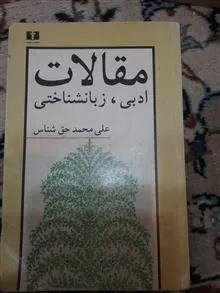 مقالات
ادبی، زبانشناختی
علی محمد حق شناس